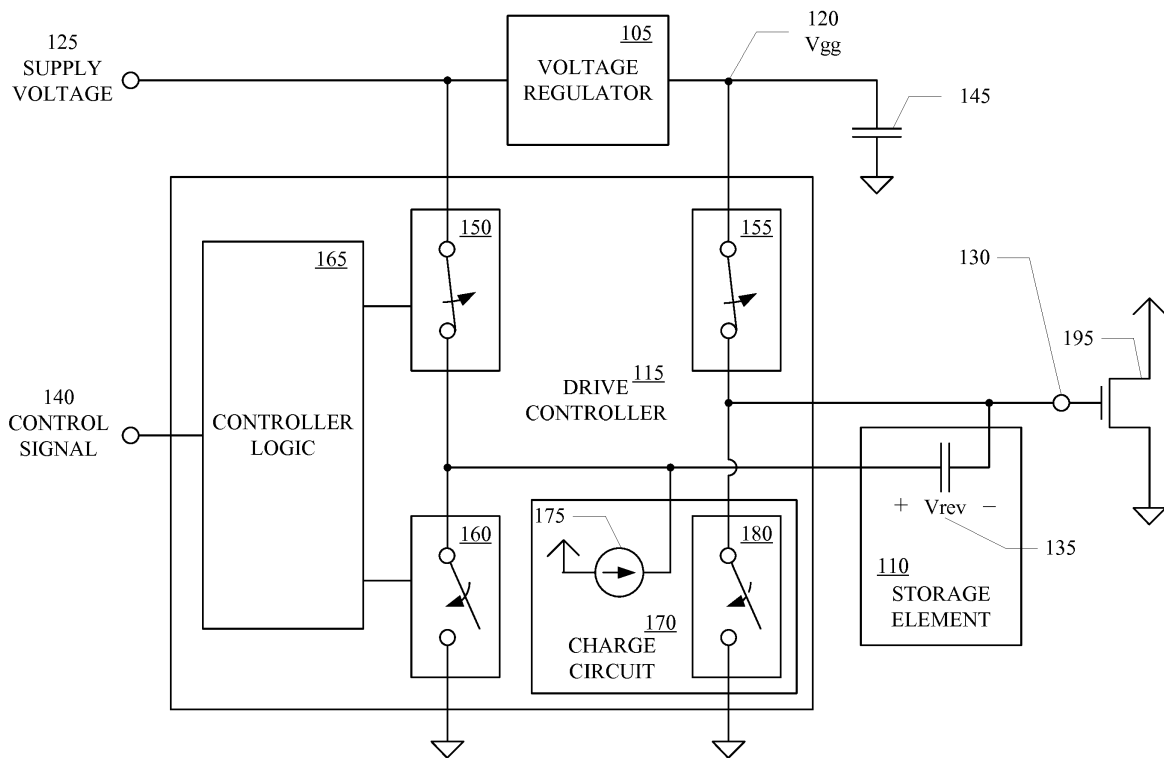 125
SUPPLY
VOLTAGE
105
VOLTAGE
REGULATOR
120
Vgg
145
150
155
165
130
195
140
CONTROL
SIGNAL
CONTROLLER
LOGIC
115
DRIVE
CONTROLLER
160
175
180
+ Vrev −
135
110
STORAGE
ELEMENT
170
CHARGE
CIRCUIT